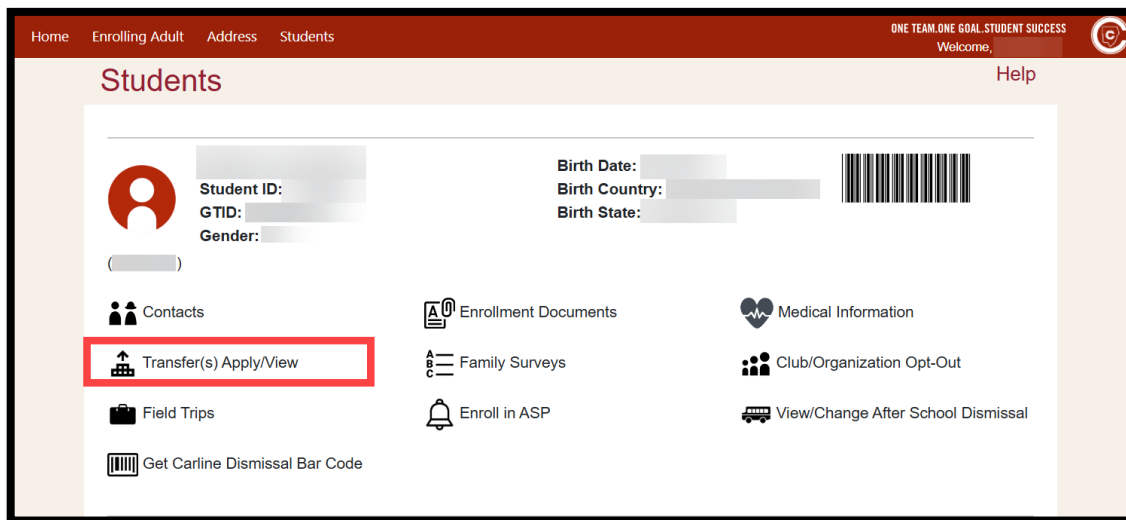 Home Enrolling Adult Address Students
ONE TEAM.ONE GOAL.STUDENT SUCCESS
Welcome,
C
Students
Help
Student ID:
GTID:
Gender:
Birth Date:
Birth Country:
Birth State:
( )
Contacts
Enrollment Documents
Medical Information
Transfer(s) Apply/View
A B C
Family Surveys
Club/Organization Opt-Out
Field Trips
Enroll in ASP
View/Change After School Dismissal
Get Carline Dismissal Bar Code